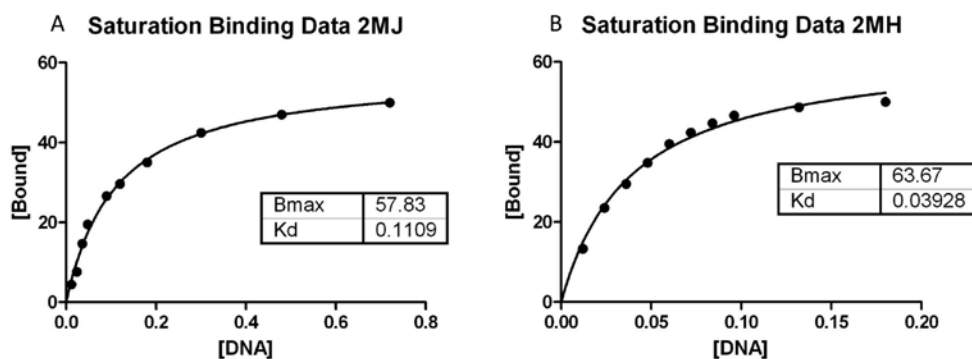 A Saturation Binding Data 2MJ
60
40
20
0
[Bound]
0.0 0.2 0.4 0.6 0.8
[DNA]
Bmax 57.83
Kd 0.1109
B Saturation Binding Data 2MH
60
40
20
0
[Bound]
0.00 0.05 0.10 0.15 0.20
[DNA]
Bmax 63.67
Kd 0.03928